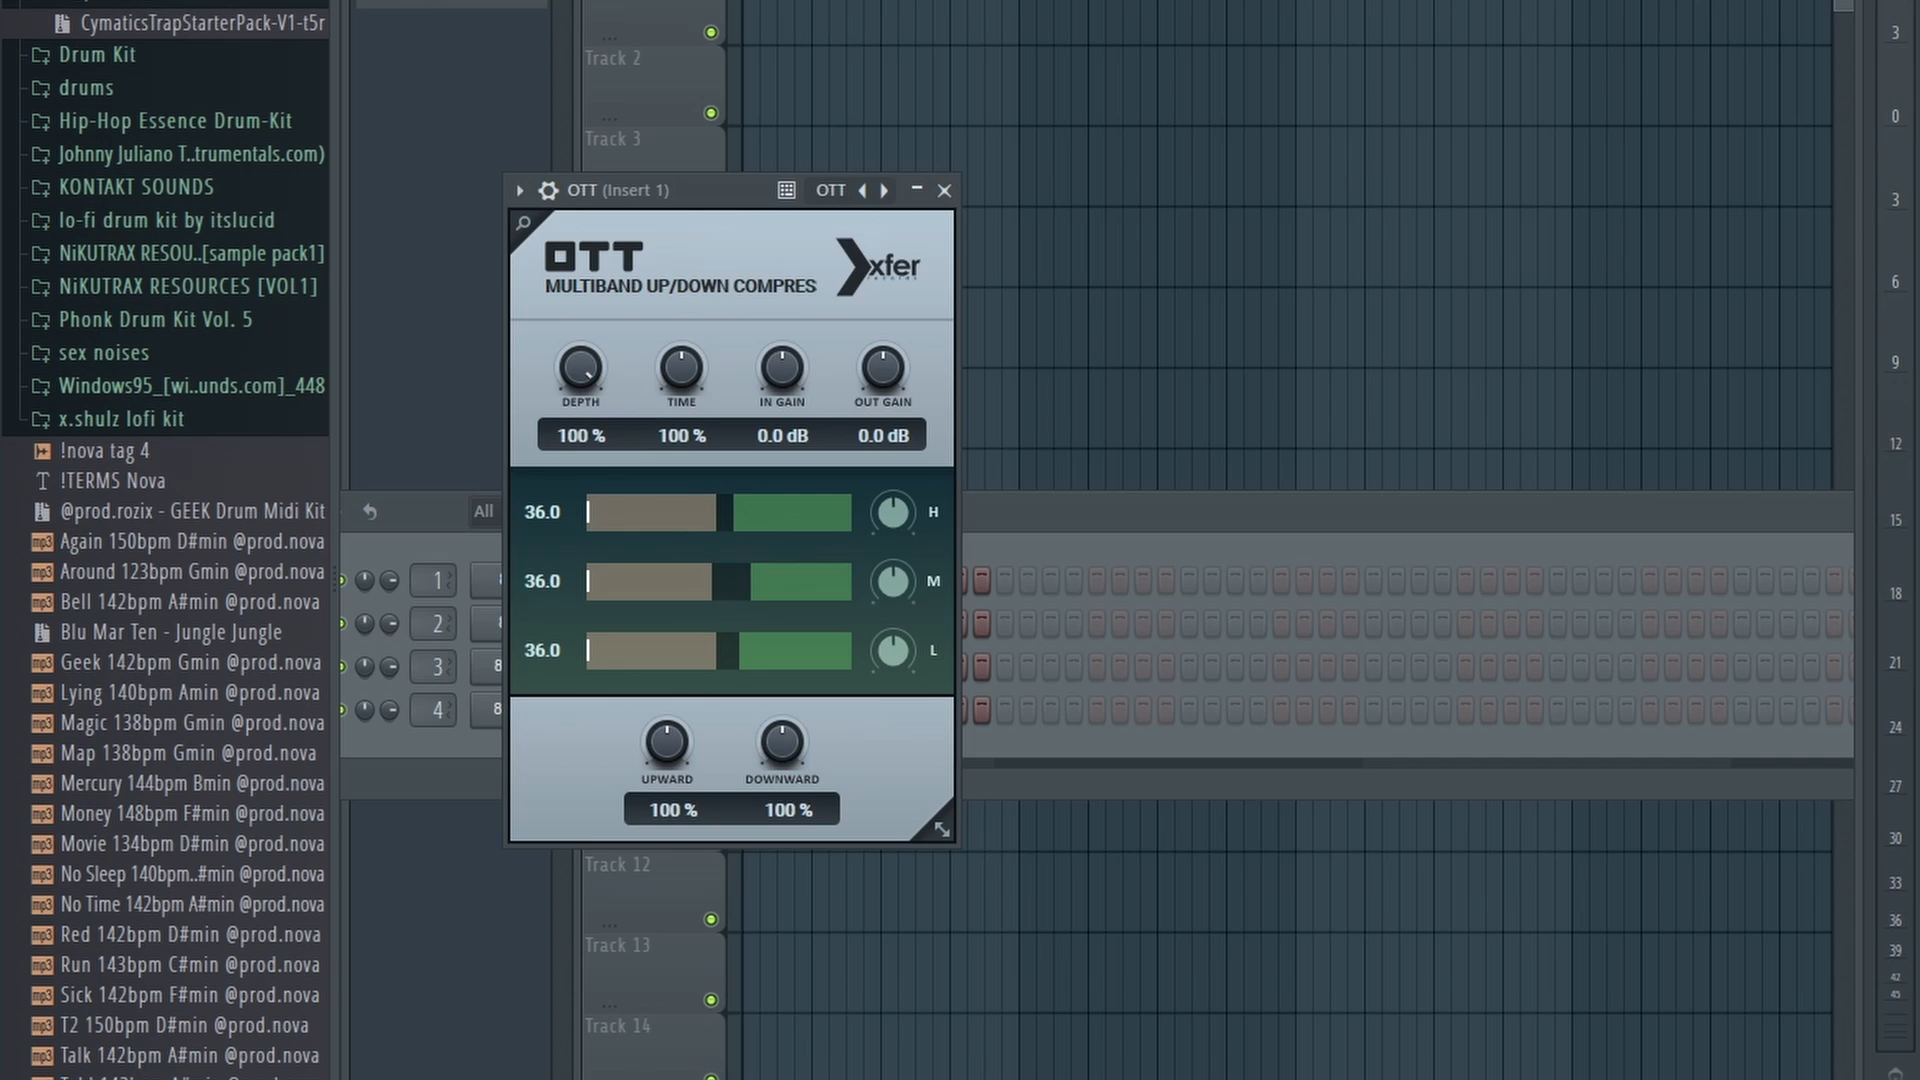 CymaticsTrapStarterPack-V1-t5r
Drum Kit
drums
Hip-Hop Essence Drum-Kit
Johnny Juliano T..trumentals.com)
KONTAKT SOUNDS
lo-fi drum kit by itslucid
NiKUTRAX RESOU..[sample pack1]
NiKUTRAX RESOURCES [VOL1]
Phonk Drum Kit Vol. 5
sex noises
Windows95_[wi..unds.com]_448
x.shulz lofi kit
!nova tag 4
!TERMS Nova
@prod.rozix - GEEK Drum Midi Kit
Again 150bpm D#min @prod.nova
Around 123bpm Gmin @prod.nova
Bell 142bpm A#min @prod.nova
Blu Mar Ten - Jungle Jungle
Geek 142bpm Gmin @prod.nova
Lying 140bpm Amin @prod.nova
Magic 138bpm Gmin @prod.nova
Map 138bpm Gmin @prod.nova
Mercury 144bpm Bmin @prod.nova
Money 148bpm F#min @prod.nova
Movie 134bpm D#min @prod.nova
No Sleep 140bpm..#min @prod.nova
No Time 142bpm A#min @prod.nova
Red 142bpm D#min @prod.nova
Run 143bpm C#min @prod.nova
Sick 142bpm F#min @prod.nova
T2 150bpm D#min @prod.nova
Talk 142bpm A#min @prod.nova
Track 2
Track 3
OTT (Insert 1) OTT
OTT
MULTIBAND UP/DOWN COMPRES
xfer
DEPTH TIME IN GAIN OUT GAIN
100 % 100 % 0.0 dB 0.0 dB
36.0 H
36.0 M
36.0 L
UPWARD DOWNWARD
100 % 100 %
All
1
2
3 8
4 8
Track 12
Track 13
Track 14
3
0
3
6
9
12
15
18
21
24
27
30
33
36
39
42
45